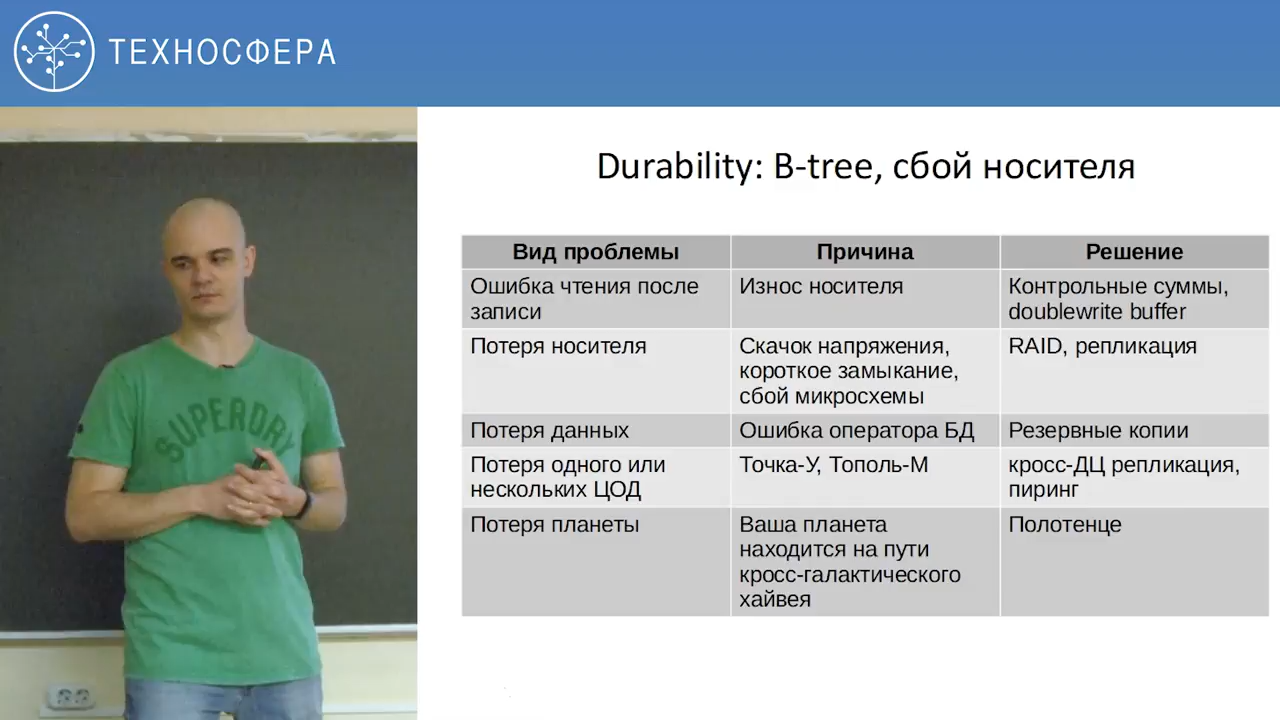 ТЕХНОСФЕРА
SUPERDRY
Durability: B-tree, сбой носителя
Вид проблемы
Причина
Решение
Ошибка чтения после
записи
Износ носителя
Контрольные суммы,
doublewrite buffer
Потеря носителя
Скачок напряжения,
короткое замыкание,
сбой микросхемы
RAID, репликация
Потеря данных
Ошибка оператора БД
Резервные копии
Потеря одного или
нескольких ЦОД
Точка-У, Тополь-М
кросс-ДЦ репликация,
пиринг
Потеря планеты
Ваша планета
находится на пути
кросс-галактического
хайвея
Полотенце